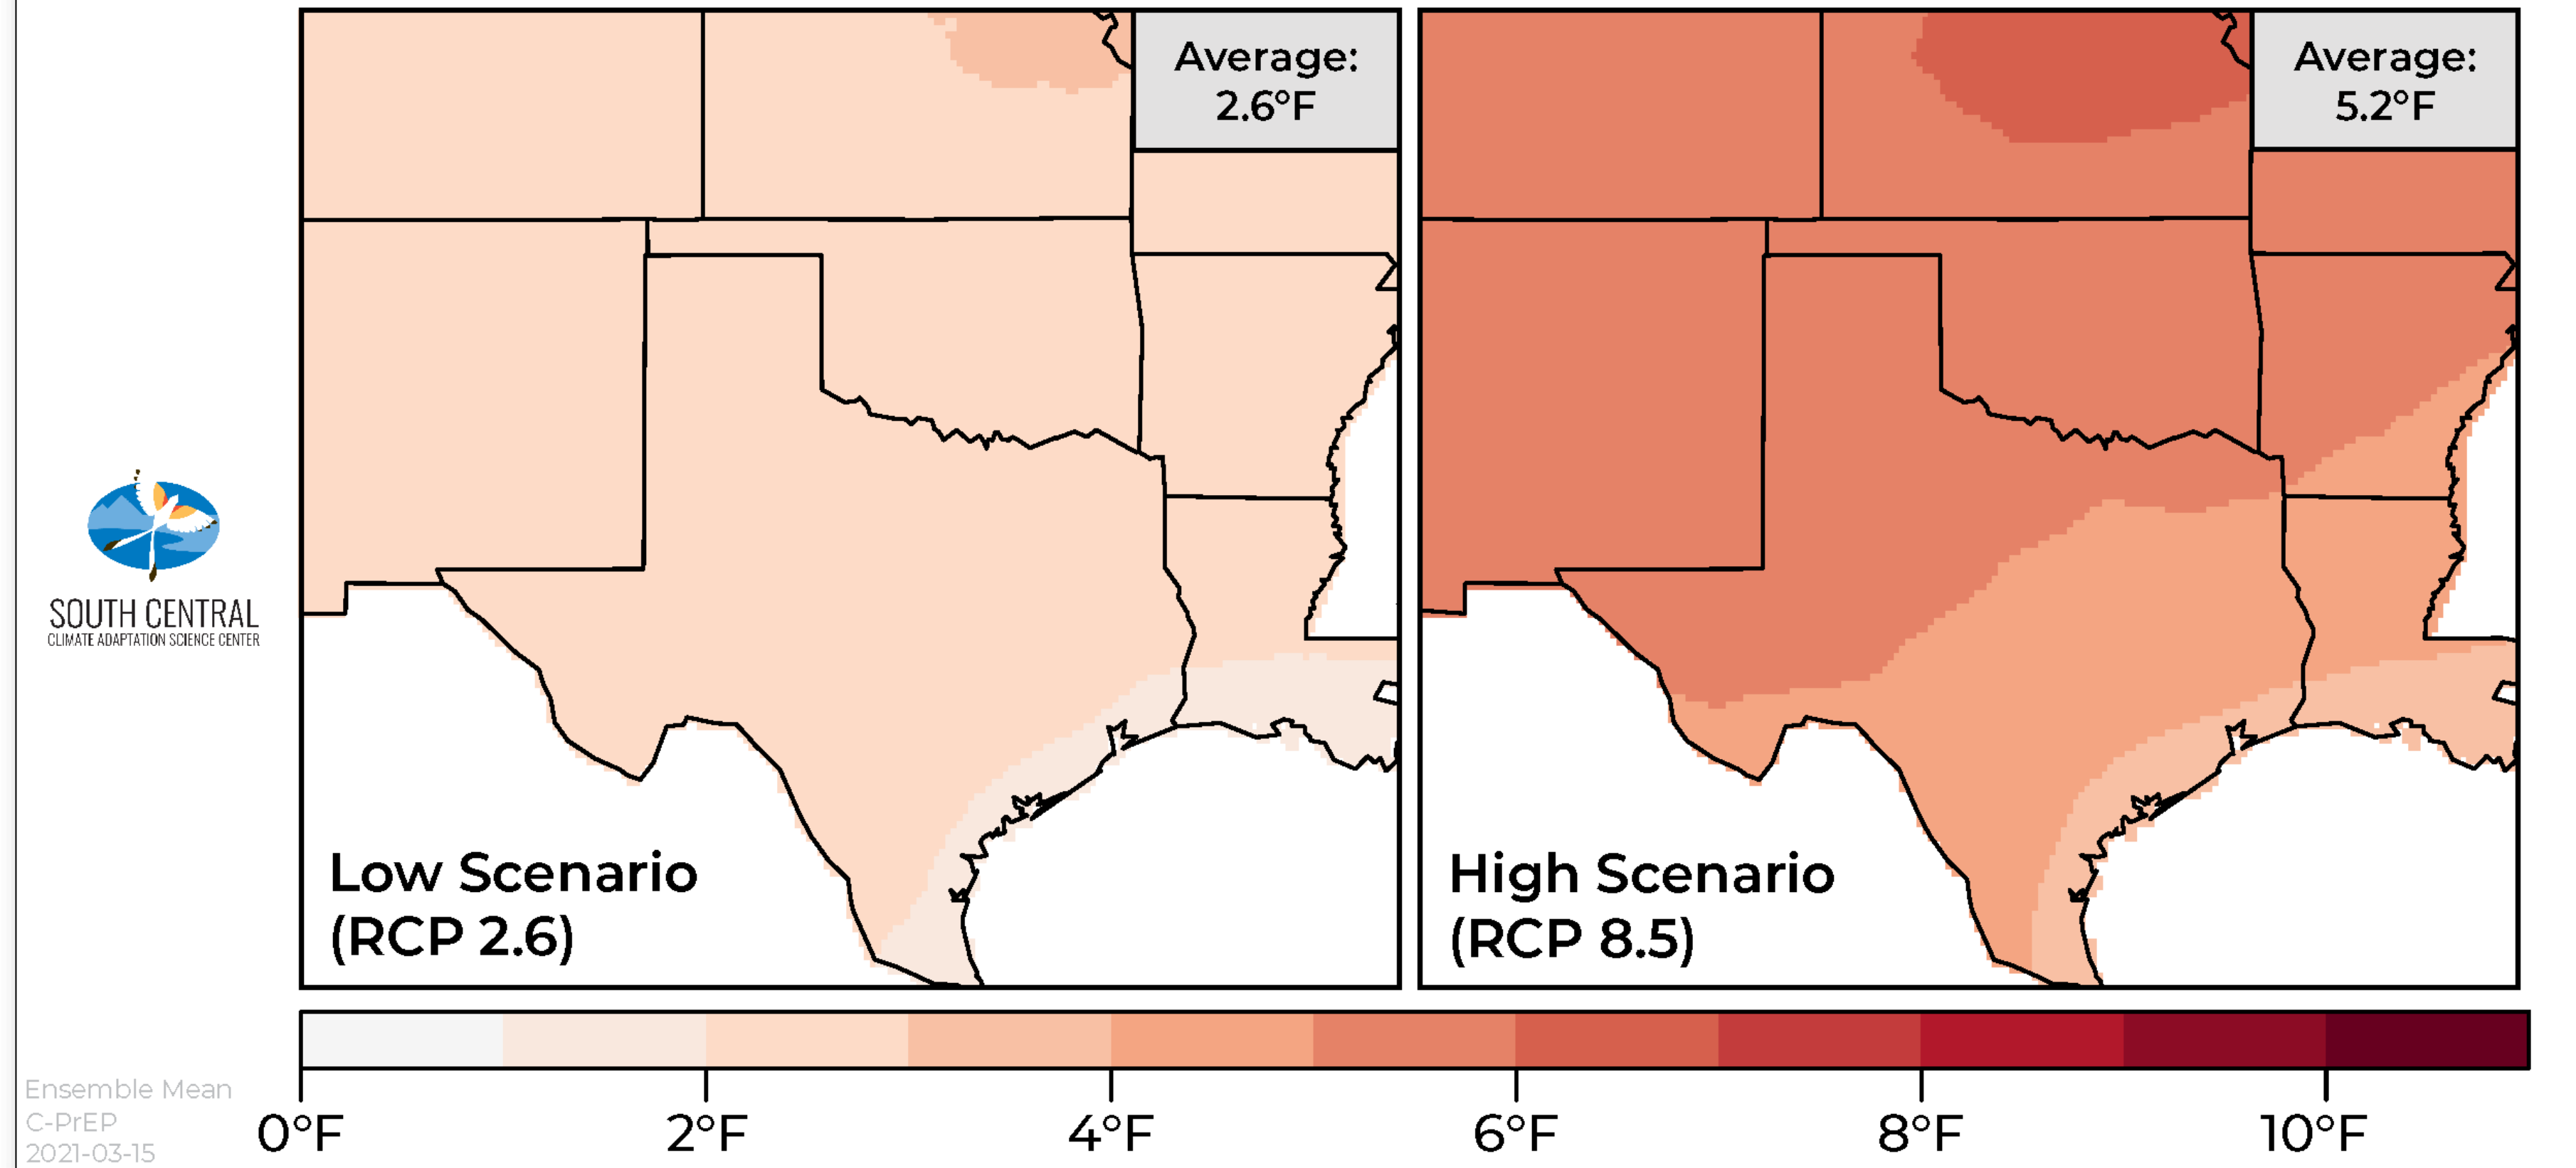 Average:
2.6°F
Average:
5.2°F
SOUTH CENTRAL
CLIMATE ADAPTATION SCIENCE CENTER
Low Scenario
(RCP 2.6)
High Scenario
(RCP 8.5)
Ensemble Mean
C-PrEP
2021-03-15
0°F
2°F
4°F
6°F
8°F
10°F